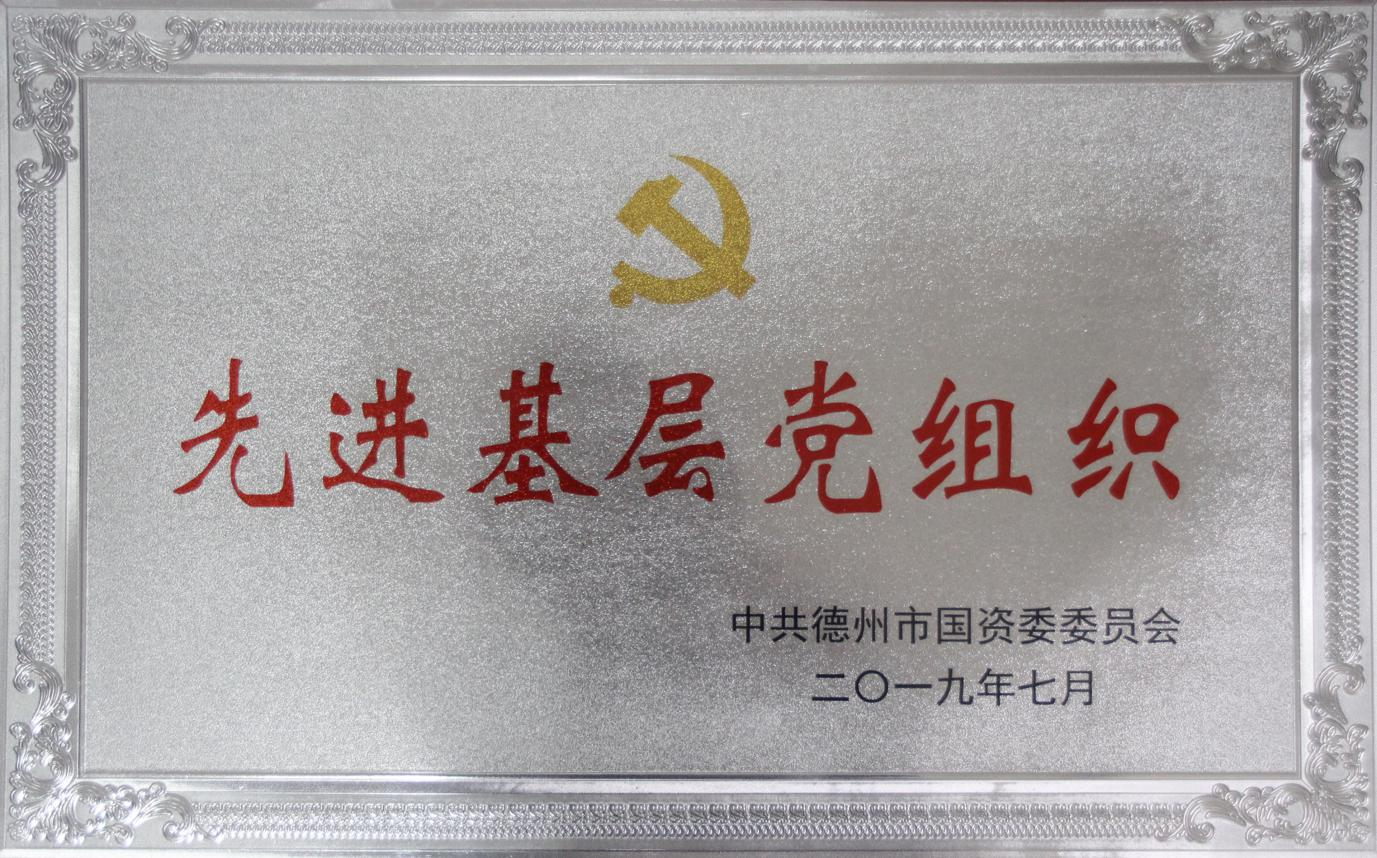 先进基层党组织
中共德州市国资委委员会
二〇一九年七月